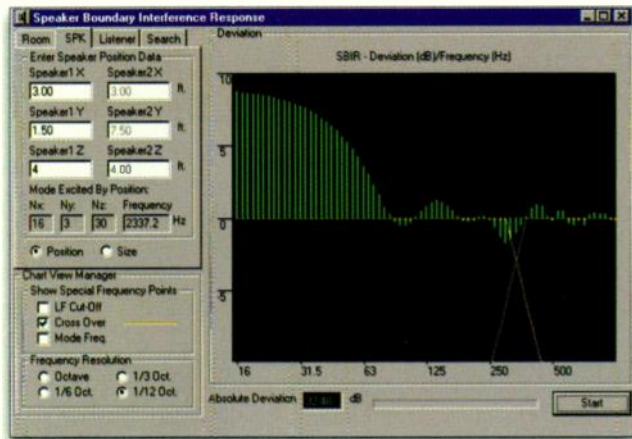 Speaker Boundary Interference Response
Room SPK Listener Search
Enter Speaker Position Data
Speaker1 X Speaker2 X
3.00 3.00 ft.
Speaker1 Y Speaker2 Y
1.50 7.50 ft.
Speaker1 Z Speaker2 Z
4 4.00 ft.
Mode Excited By Position:
Nx: Ny: Nz: Frequency
16 3 30 2337.2 Hz
Position Size
Chart View Manager
Show Special Frequency Points
LF Cut-Off
Cross Over
Mode Freq.
Frequency Resolution
Octave 1/3 Oct.
1/6 Oct. 1/12 Oct.
Deviation
SBIR - Deviation (dB)/Frequency (Hz)
10
5
0
-5
16 31.5 63 125 250 500
Absolute Deviation dB
Start